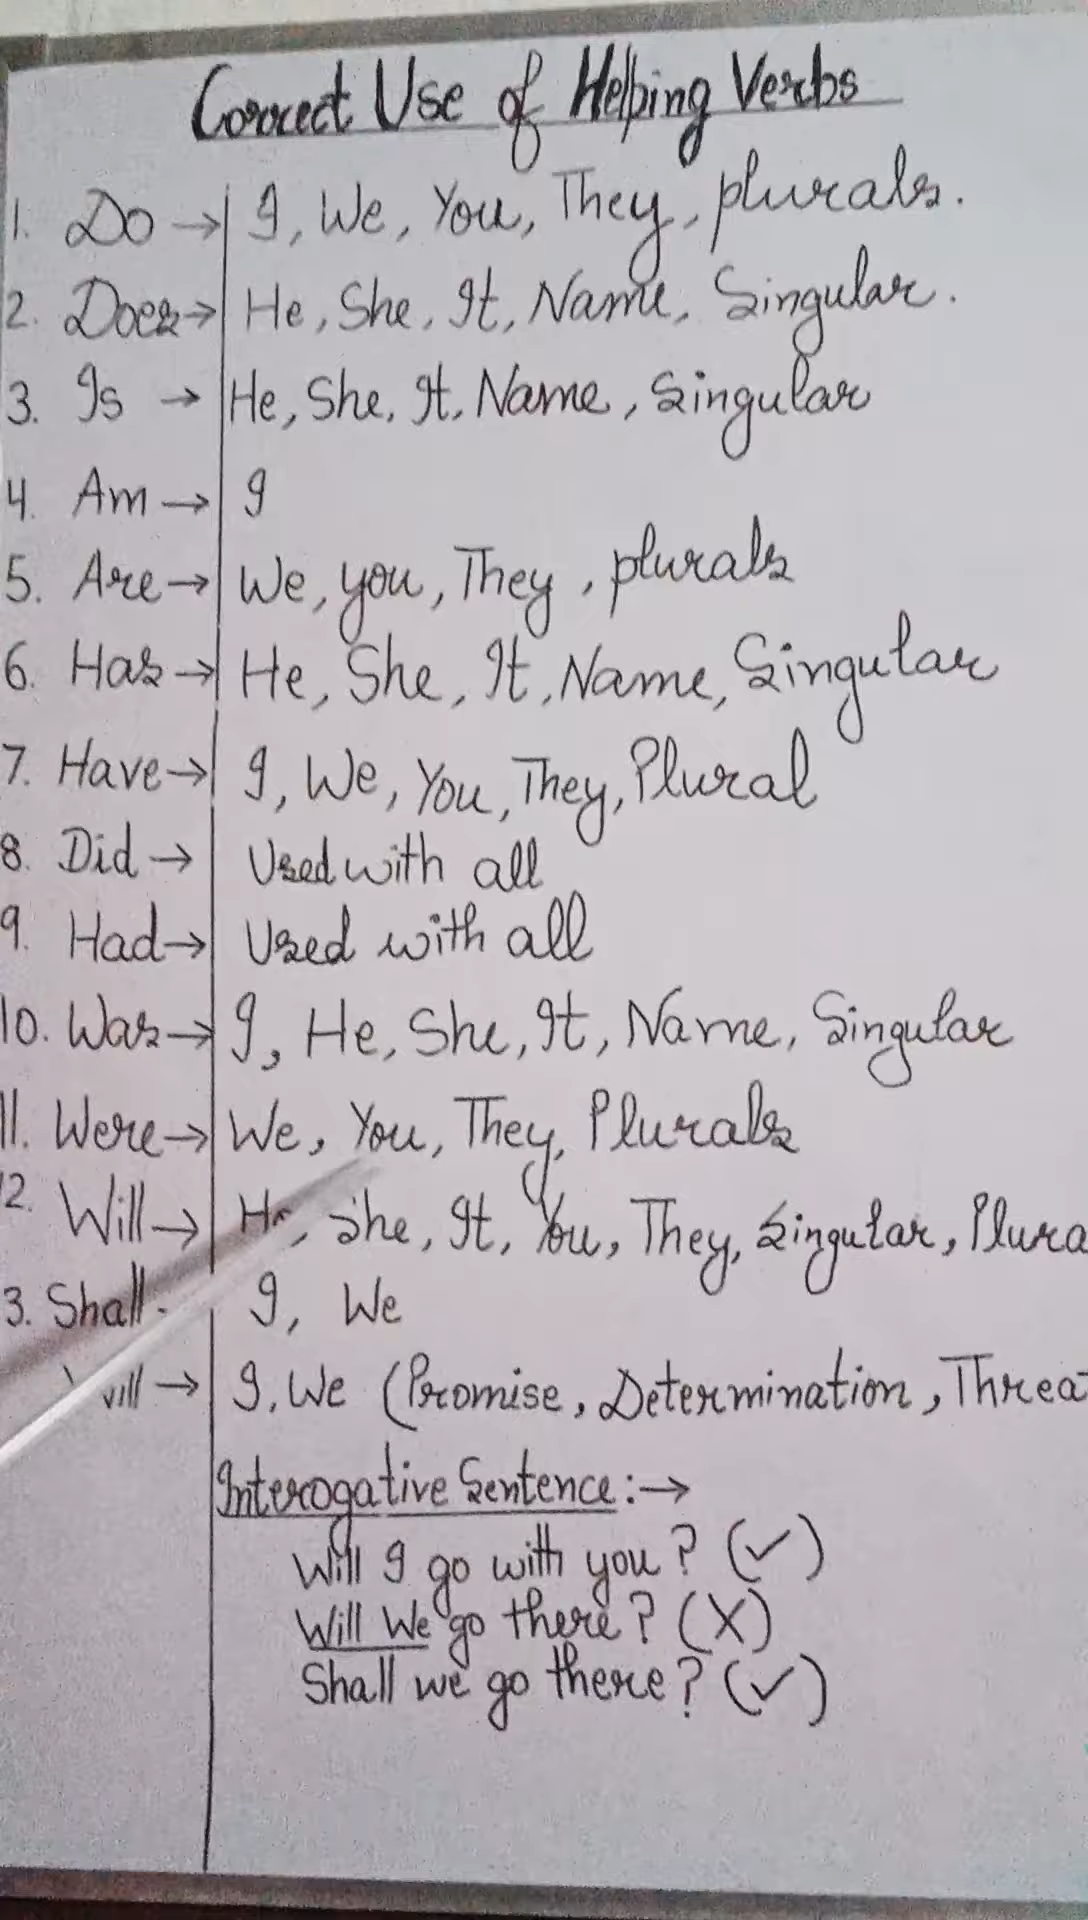 Correct Use of Helping Verbs
1. Do → I, We, You, They, plurals.
2. Does → He, She, It, Name, Singular.
3. Is → He, She, It, Name, Singular
4. Am → I
5. Are → We, you, They, plurals
6. Has → He, She, It, Name, Singular
7. Have → I, We, You, They, Plural
8. Did → Used with all
9. Had → Used with all
10. Was → I, He, She, It, Name, Singular
11. Were → We, You, They, Plurals
2. Will → He, She, It, You, They, Singular, Plura
3. Shall I, We
will → I, We (Promise, Determination, Threa
Interogative Sentence :→
Will I go with you? (✓)
Will We go there? (X)
Shall we go there? (✓)